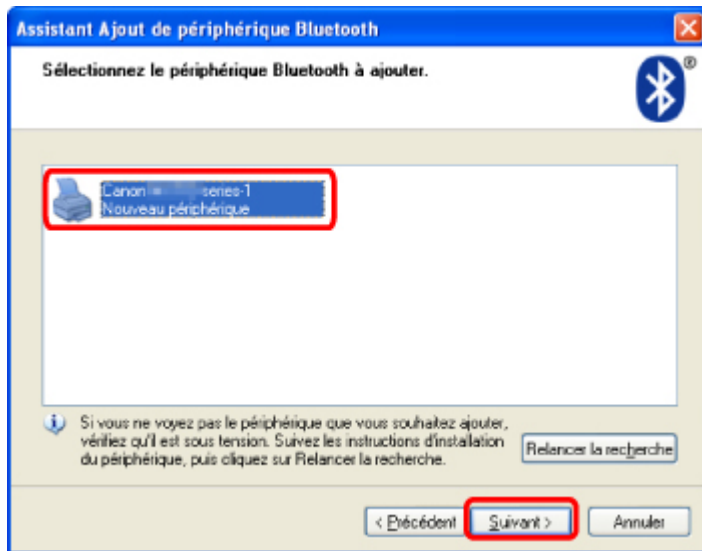 Assistant Ajout de périphérique Bluetooth
Sélectionnez le périphérique Bluetooth à ajouter.
®
Canon series-1
Nouveau périphérique
Si vous ne voyez pas le périphérique que vous souhaitez ajouter,
vérifiez qu'il est sous tension. Suivez les instructions d'installation
du périphérique, puis cliquez sur Relancer la recherche.
Relancer la recherche
< Précédent
Suivant >
Annuler